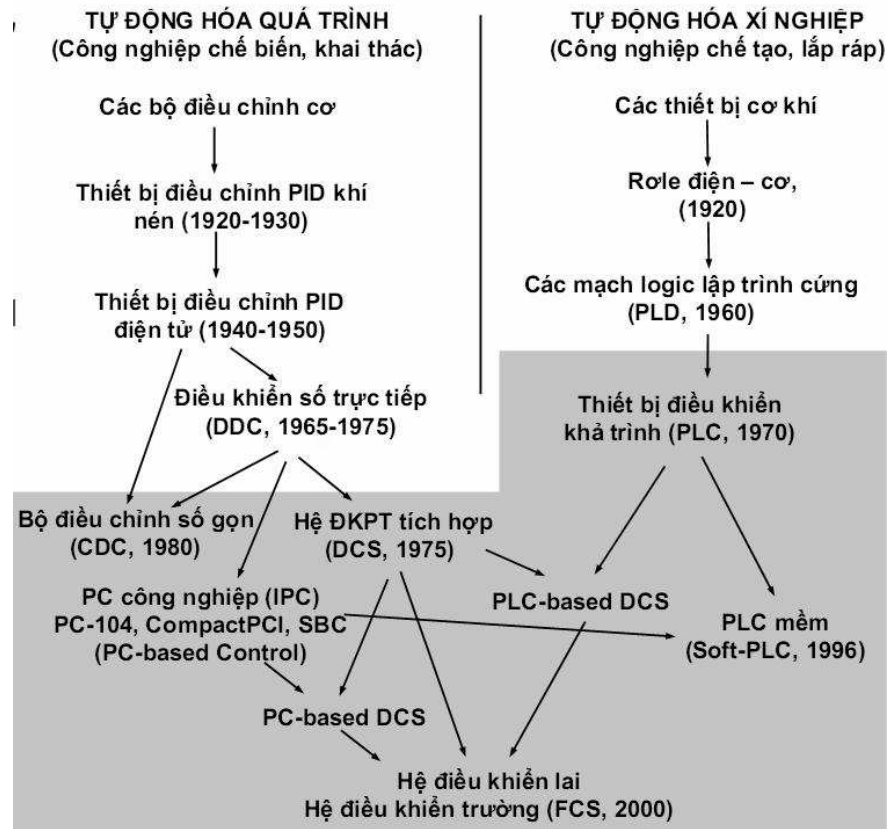 TỰ ĐỘNG HÓA QUÁ TRÌNH
(Công nghiệp chế biến, khai thác)
Các bộ điều chỉnh cơ
Thiết bị điều chỉnh PID khí
nén (1920-1930)
Thiết bị điều chỉnh PID
điện tử (1940-1950)
Điều khiển số trực tiếp
(DDC, 1965-1975)
TỰ ĐỘNG HÓA XÍ NGHIỆP
(Công nghiệp chế tạo, lắp ráp)
Các thiết bị cơ khí
Rơle điện – cơ,
(1920)
Các mạch logic lập trình cứng
(PLD, 1960)
Thiết bị điều khiển
khả trình (PLC, 1970)
Bộ điều chỉnh số gọn
(CDC, 1980)
Hệ ĐKPT tích hợp
(DCS, 1975)
PC công nghiệp (IPC)
PC-104, CompactPCI, SBC
(PC-based Control)
PLC-based DCS
PLC mềm
(Soft-PLC, 1996)
PC-based DCS
Hệ điều khiển lai
Hệ điều khiển trường (FCS, 2000)